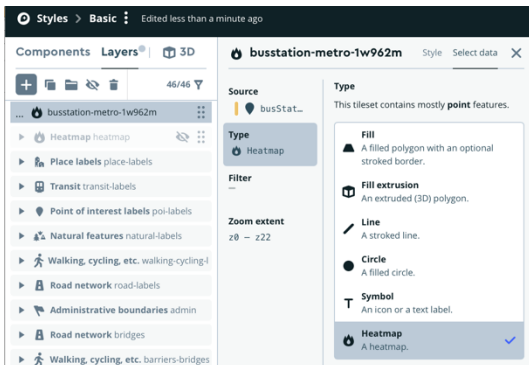 Styles > Basic Edited less than a minute ago
Components Layers 3D
46/46
... busstation-metro-1w962m
Heatmap heatmap
Place labels place-labels
Transit transit-labels
Point of interest labels poi-labels
Natural features natural-labels
Walking, cycling, etc. walking-cycling-l
Road network road-labels
Administrative boundaries admin
Road network bridges
Walking, cycling, etc. barriers-bridges
busstation-metro-1w962m Style Select data
Source
busStat…
Type
Heatmap
Filter
—
Zoom extent
z0 — z22
Type
This tileset contains mostly point features.
Fill
A filled polygon with an optional
stroked border.
Fill extrusion
An extruded (3D) polygon.
Line
A stroked line.
Circle
A filled circle.
Symbol
An icon or a text label.
Heatmap
A heatmap.